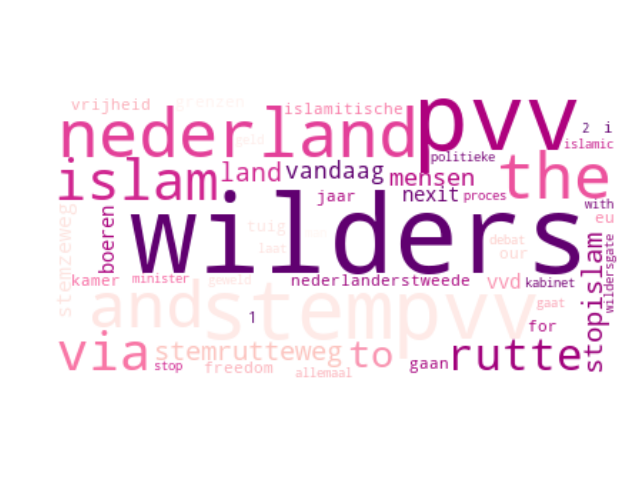 vrijheid grenzen islamitische pvv
nederland geld 2 i
islamic
politieke
islam land vandaag mensen the
jaar nexit proces with
stemzeweg boeren wilders eu
tuig debat
laat our
kamer minister geweld nederlanderstweede vvd kabinet stopislam wildersgate
and stempvv gaat
1 for
via stemrutteweg to rutte
stop freedom allemaal gaan